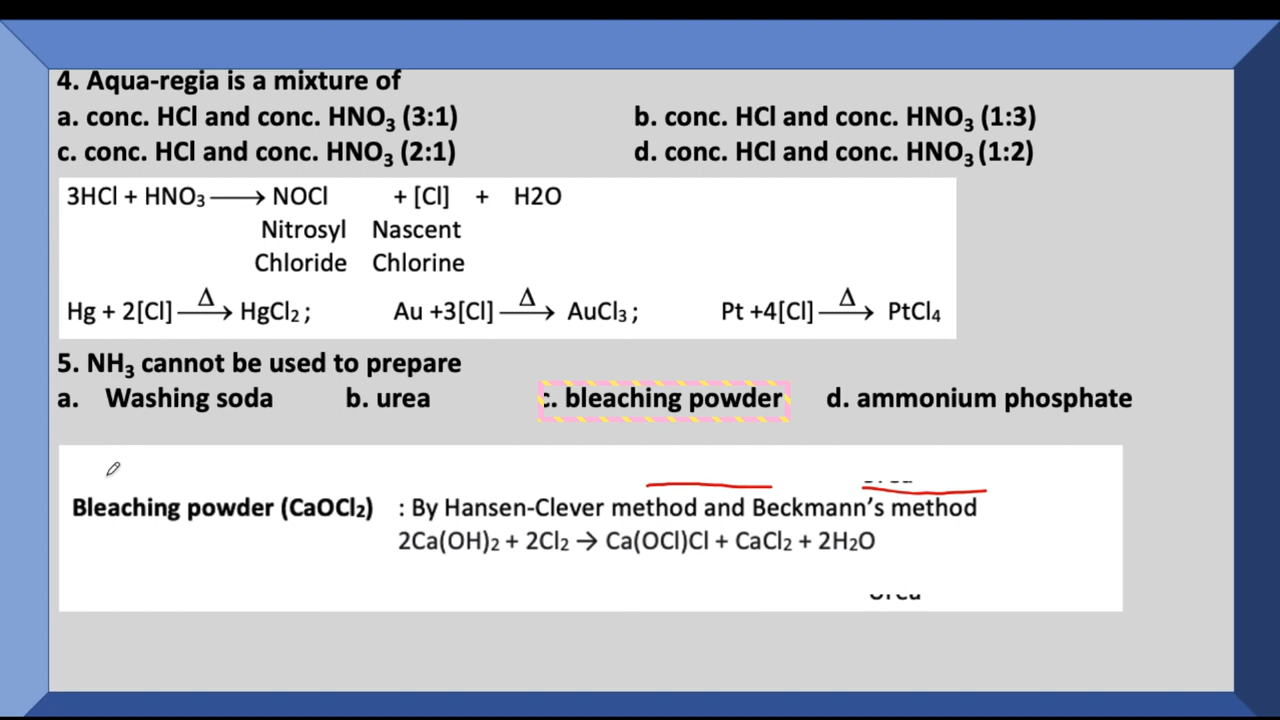 4. Aqua-regia is a mixture of
a. conc. HCl and conc. HNO₃ (3:1) b. conc. HCl and conc. HNO₃ (1:3)
c. conc. HCl and conc. HNO₃ (2:1) d. conc. HCl and conc. HNO₃ (1:2)
3HCl + HNO₃ ⟶ NOCl + [Cl] + H2O
Nitrosyl Nascent
Chloride Chlorine
Hg + 2[Cl] —Δ→ HgCl₂ ; Au +3[Cl] —Δ→ AuCl₃ ; Pt +4[Cl] —Δ→ PtCl₄
5. NH₃ cannot be used to prepare
a. Washing soda b. urea c. bleaching powder d. ammonium phosphate
Bleaching powder (CaOCl₂) : By Hansen-Clever method and Beckmann’s method
2Ca(OH)₂ + 2Cl₂ → Ca(OCl)Cl + CaCl₂ + 2H₂O